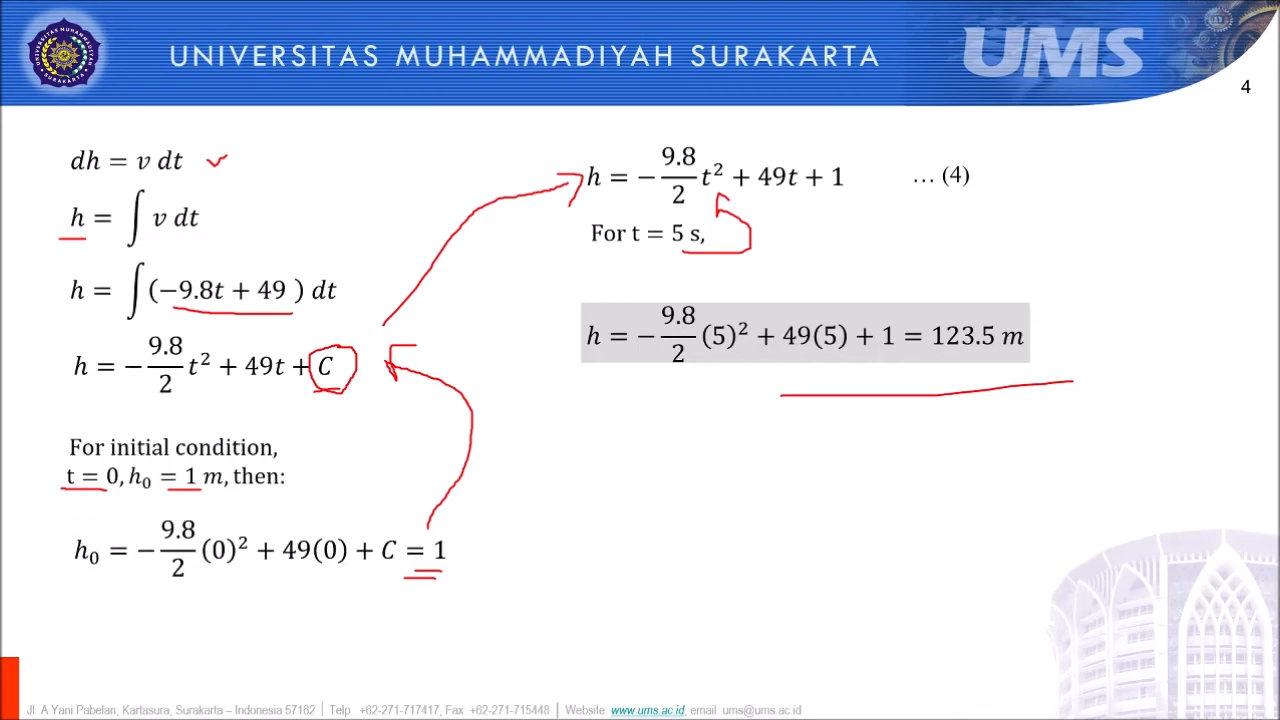 UNIVERSITAS MUHAMMADIYAH SURAKARTA
UMS
4
dh = v dt
h = ∫ v dt
h = ∫(−9.8t + 49 ) dt
h = −9.8/2 t² + 49t + C
For initial condition,
t = 0, h₀ = 1 m, then:
h₀ = −9.8/2 (0)² + 49(0) + C = 1
h = −9.8/2 t² + 49t + 1 … (4)
For t = 5 s,
h = −9.8/2 (5)² + 49(5) + 1 = 123.5 m
Jl. A Yani Pabelan, Kartasura, Surakarta – Indonesia 57162 | Telp. +62-271-717417, Fax. +62-271-715448 | Website: www.ums.ac.id, email: ums@ums.ac.id